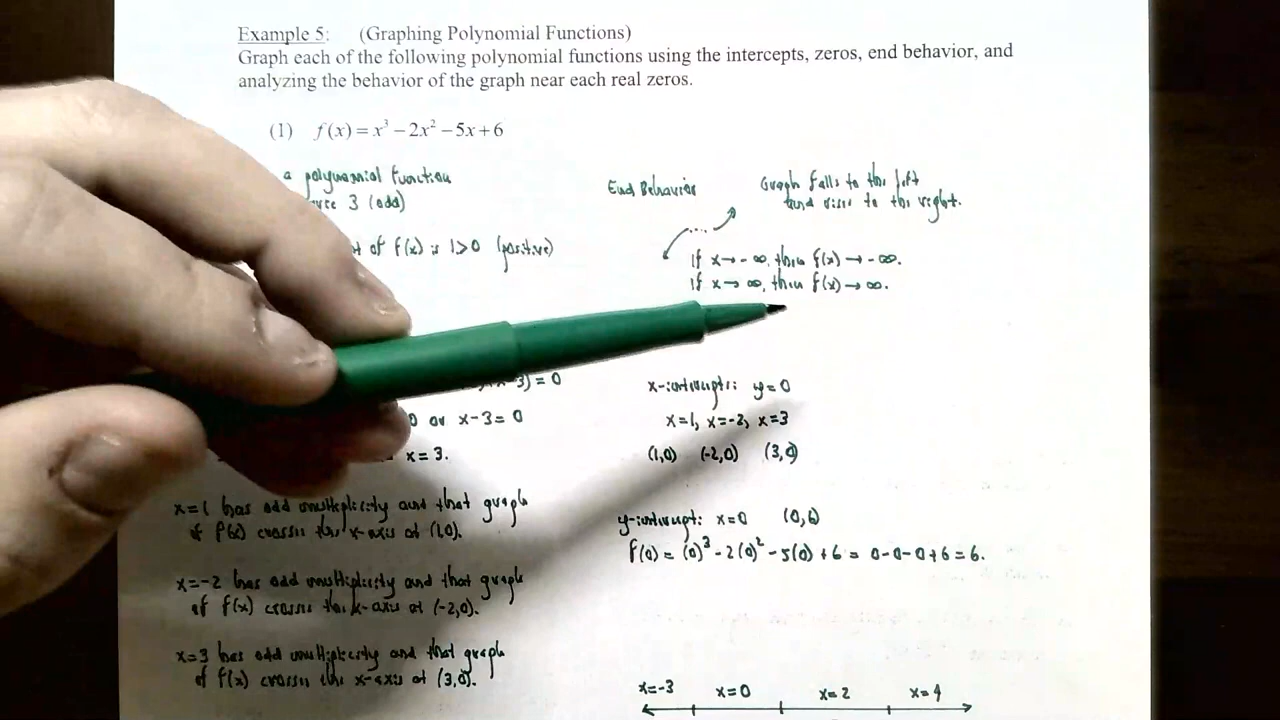 Example 5: (Graphing Polynomial Functions)
Graph each of the following polynomial functions using the intercepts, zeros, end behavior, and
analyzing the behavior of the graph near each real zeros.
(1) f(x) = x³ − 2x² − 5x + 6
a polynomial function
3 (odd)
of f(x) is 1>0 (positive)
End Behavior
Graph falls to the left
and rises to the right.
If x→ -∞, then f(x) → -∞.
If x→ ∞, then f(x) → ∞.
3) = 0
or x-3=0
x=3.
x=1 has odd multiplicity and that graph
of f(x) crosses the x-axis at (1,0).
x=-2 has odd multiplicity and that graph
of f(x) crosses the x-axis at (-2,0).
x=3 has odd multiplicity and that graph
of f(x) crosses the x-axis at (3,0).
x-intercepts: y=0
x=1, x=-2, x=3
(1,0) (-2,0) (3,0)
y-intercept: x=0 (0,6)
f(0) = (0)³ - 2(0)² - 5(0) + 6 = 0-0-0+6 = 6.
x=-3 x=0 x=2 x=4